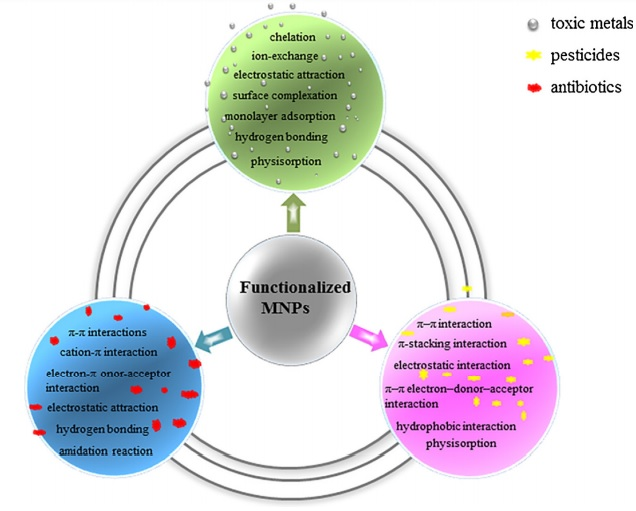 toxic metals
pesticides
antibiotics
chelation
ion-exchange
electrostatic attraction
surface complexation
monolayer adsorption
hydrogen bonding
physisorption
Functionalized
MNPs
π-π interactions
cation-π interaction
electron-π onor-acceptor
interaction
electrostatic attraction
hydrogen bonding
amidation reaction
π–π interaction
π-stacking interaction
electrostatic interaction
π–π electron–donor–acceptor
interaction
hydrophobic interaction
physisorption